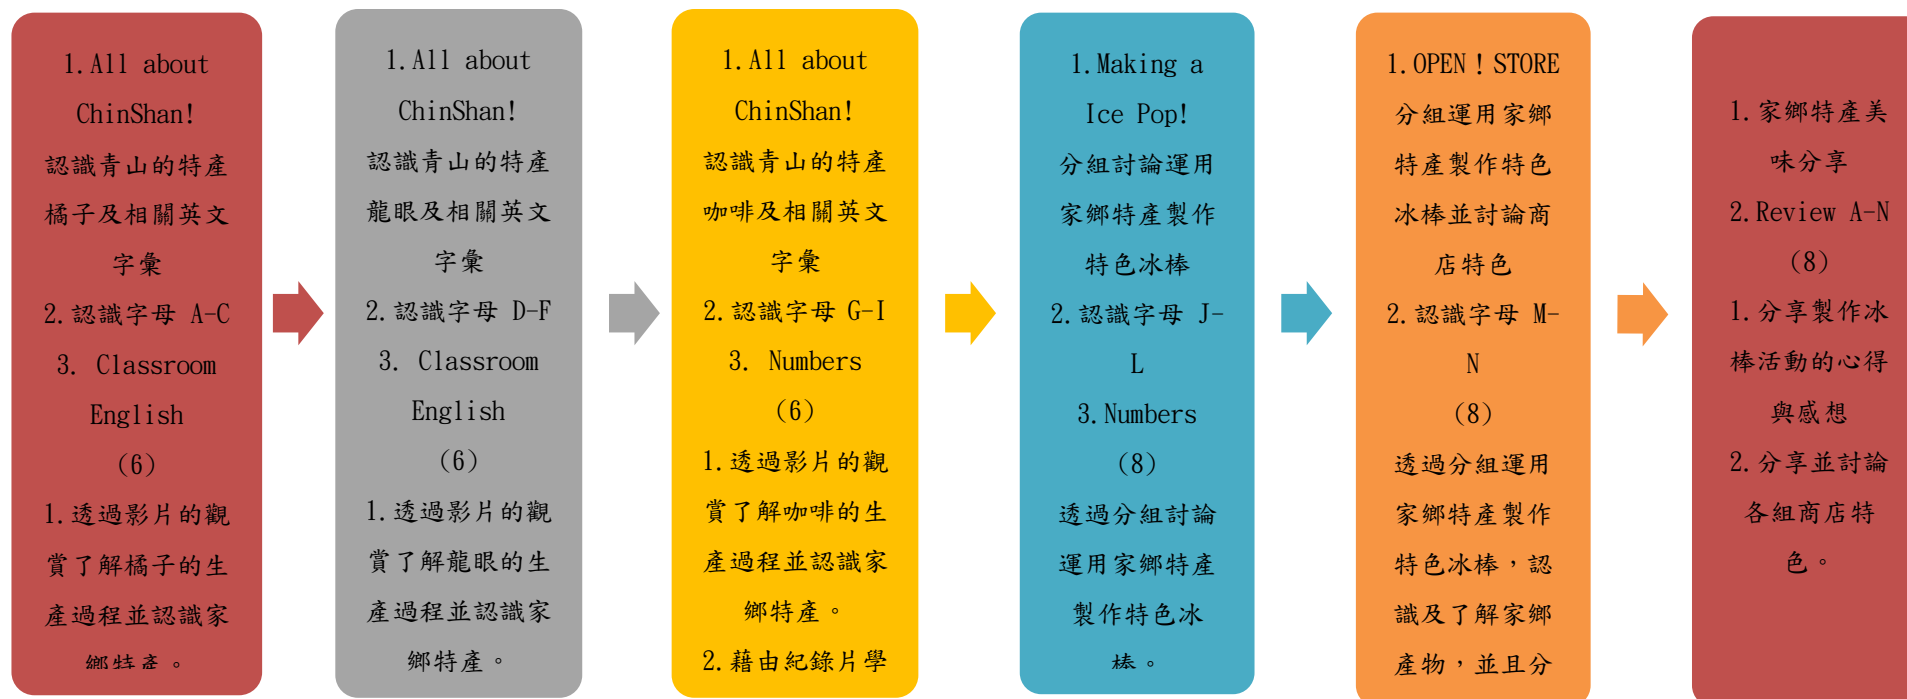 1.All about
ChinShan!
認識青山的特產
橘子及相關英文
字彙
2.認識字母 A-C
3. Classroom
English
(6)
1.透過影片的觀
賞了解橘子的生
產過程並認識家
鄉特產。
1.All about
ChinShan!
認識青山的特產
龍眼及相關英文
字彙
2.認識字母 D-F
3. Classroom
English
(6)
1.透過影片的觀
賞了解龍眼的生
產過程並認識家
鄉特產。
1.All about
ChinShan!
認識青山的特產
咖啡及相關英文
字彙
2.認識字母 G-I
3. Numbers
(6)
1.透過影片的觀
賞了解咖啡的生
產過程並認識家
鄉特產。
2.藉由紀錄片學
1.Making a
Ice Pop!
分組討論運用
家鄉特產製作
特色冰棒
2.認識字母 J-
L
3.Numbers
(8)
透過分組討論
運用家鄉特產
製作特色冰
棒。
1.OPEN！STORE
分組運用家鄉
特產製作特色
冰棒並討論商
店特色
2.認識字母 M-
N
(8)
透過分組運用
家鄉特產製作
特色冰棒，認
識及了解家鄉
產物，並且分
1.家鄉特產美
味分享
2.Review A-N
(8)
1.分享製作冰
棒活動的心得
與感想
2.分享並討論
各組商店特
色。